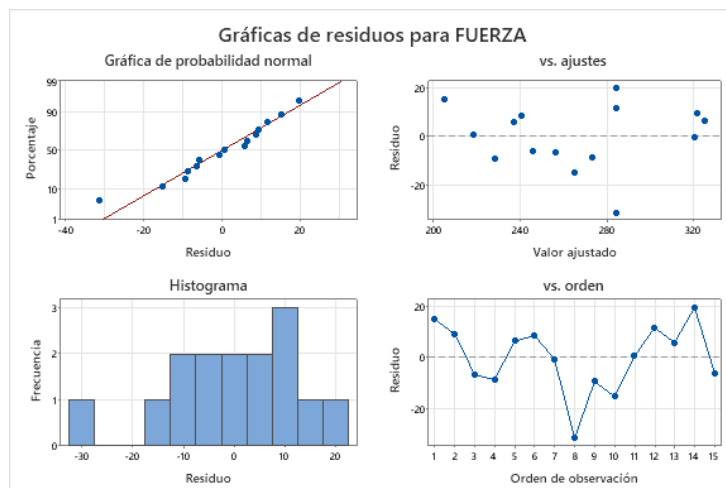 Gráficas de residuos para FUERZA
Gráfica de probabilidad normal
99
90
50
10
1
Porcentaje
-40 -20 0 20
Residuo
vs. ajustes
20
0
-20
Residuo
200 240 280 320
Valor ajustado
Histograma
3
2
1
0
Frecuencia
-30 -20 -10 0 10 20
Residuo
vs. orden
20
0
-20
Residuo
1 2 3 4 5 6 7 8 9 10 11 12 13 14 15
Orden de observación